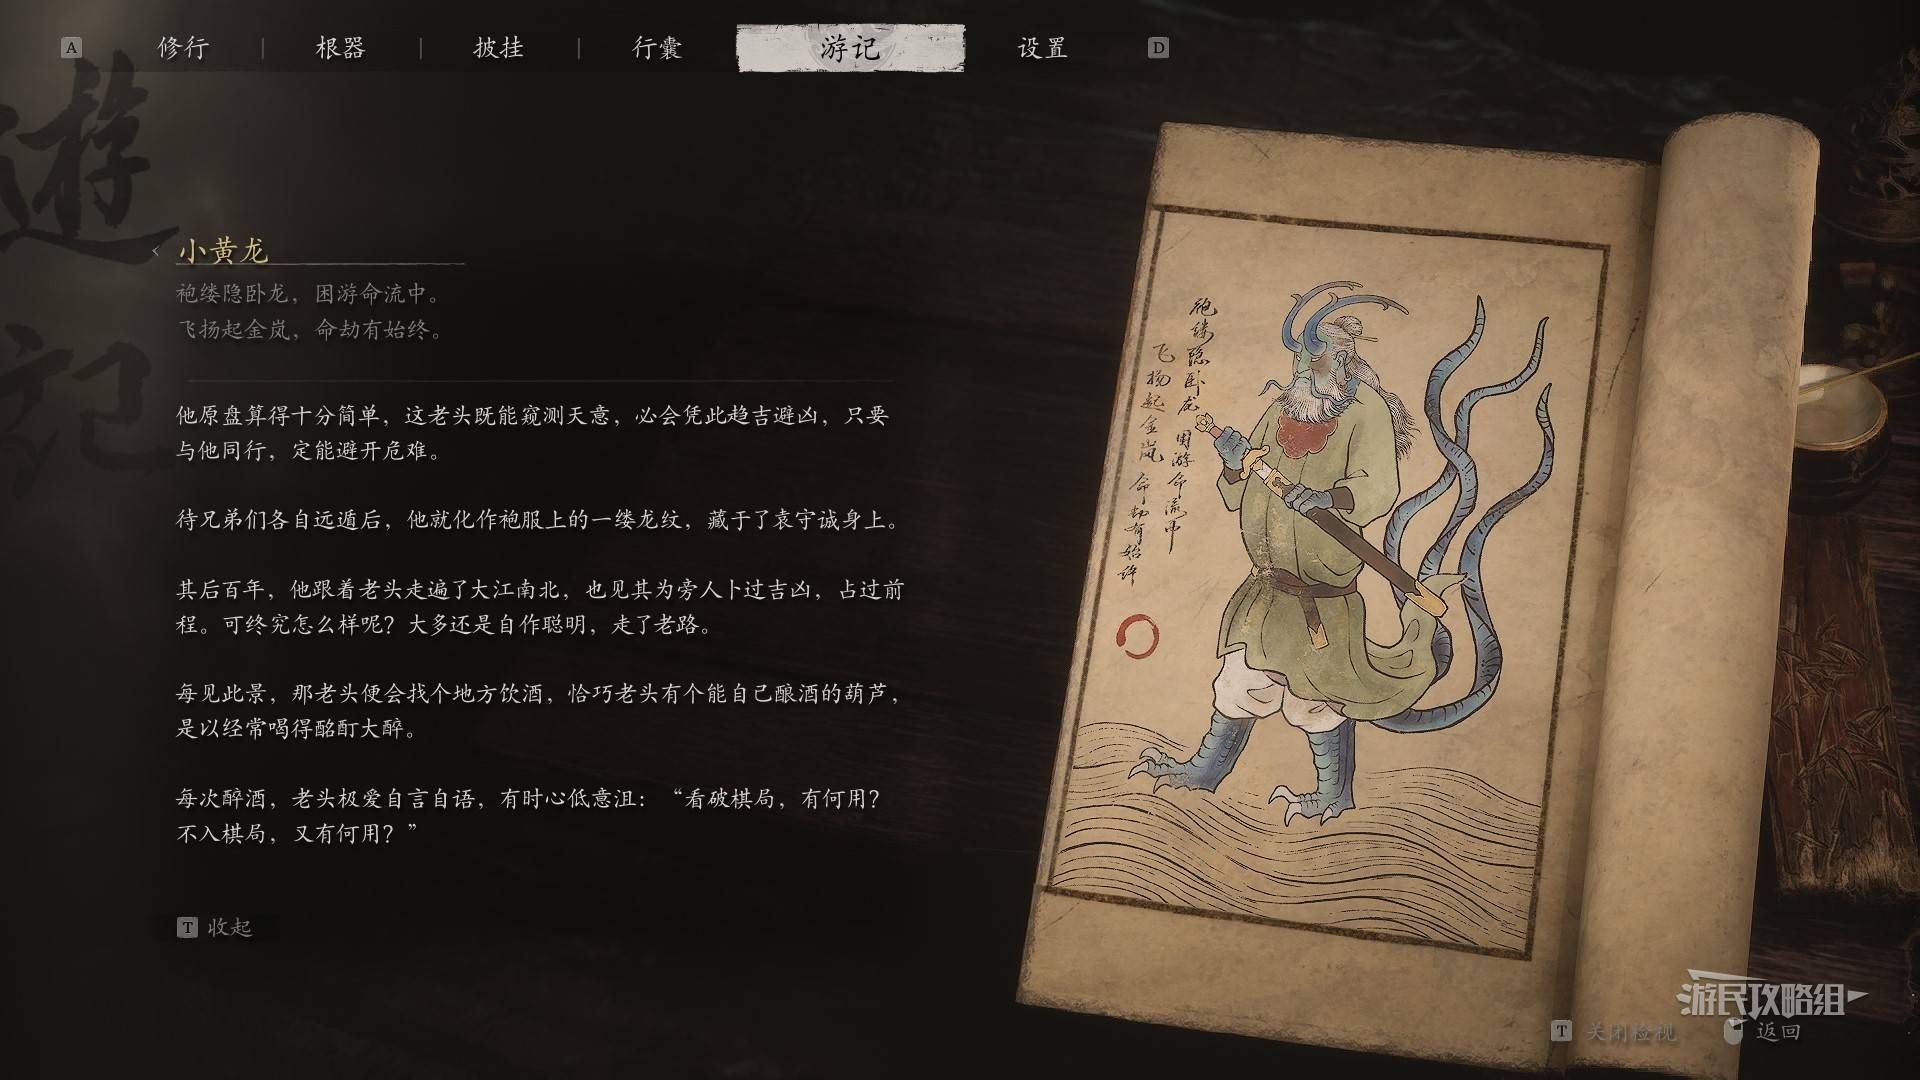 A 修行 | 根器 | 披挂 | 行囊 游记 设置 D
遊記
小黄龙
袍缕隐卧龙，困游命流中。
飞扬起金岚，命劫有始终。
他原盘算得十分简单，这老头既能窥测天意，必会凭此趋吉避凶，只要
与他同行，定能避开危难。
待兄弟们各自远遁后，他就化作袍服上的一缕龙纹，藏于了袁守诚身上。
其后百年，他跟着老头走遍了大江南北，也见其为旁人卜过吉凶，占过前
程。可终究怎么样呢？大多还是自作聪明，走了老路。
每见此景，那老头便会找个地方饮酒，恰巧老头有个能自己酿酒的葫芦，
是以经常喝得酩酊大醉。
每次醉酒，老头极爱自言自语，有时心低意沮：“看破棋局，有何用？
不入棋局，又有何用？”
T 收起
袍缕隐卧龙 困游命流中
飞扬起金岚 命劫有始终
游民攻略组
T 关闭检视 返回